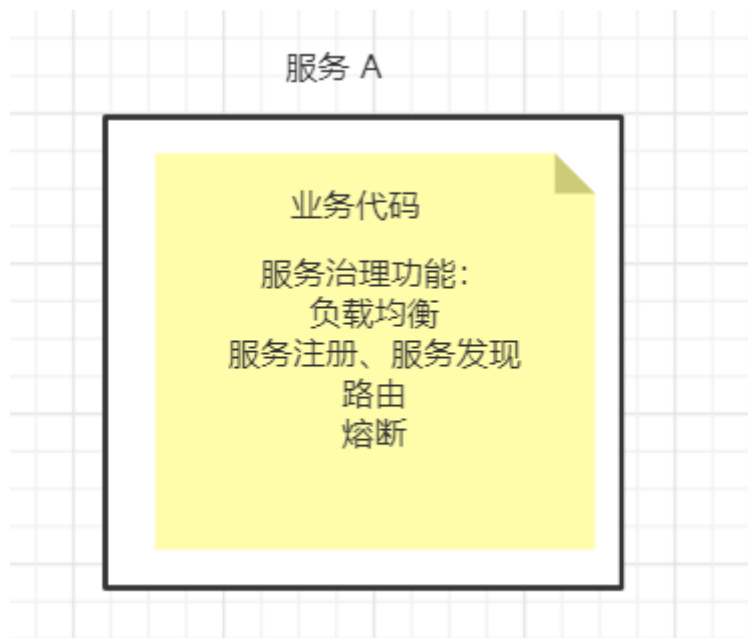 服务 A
业务代码
服务治理功能：
负载均衡
服务注册、服务发现
路由
熔断